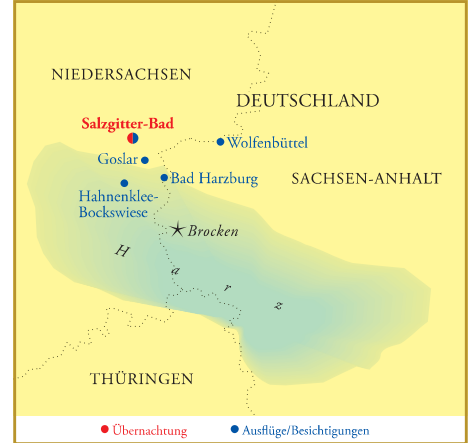 NIEDERSACHSEN
DEUTSCHLAND
Salzgitter-Bad
Wolfenbüttel
Goslar
Bad Harzburg
SACHSEN-ANHALT
Hahnenklee-
Bockswiese
Brocken
H a r z
THÜRINGEN
Übernachtung
Ausflüge/Besichtigungen